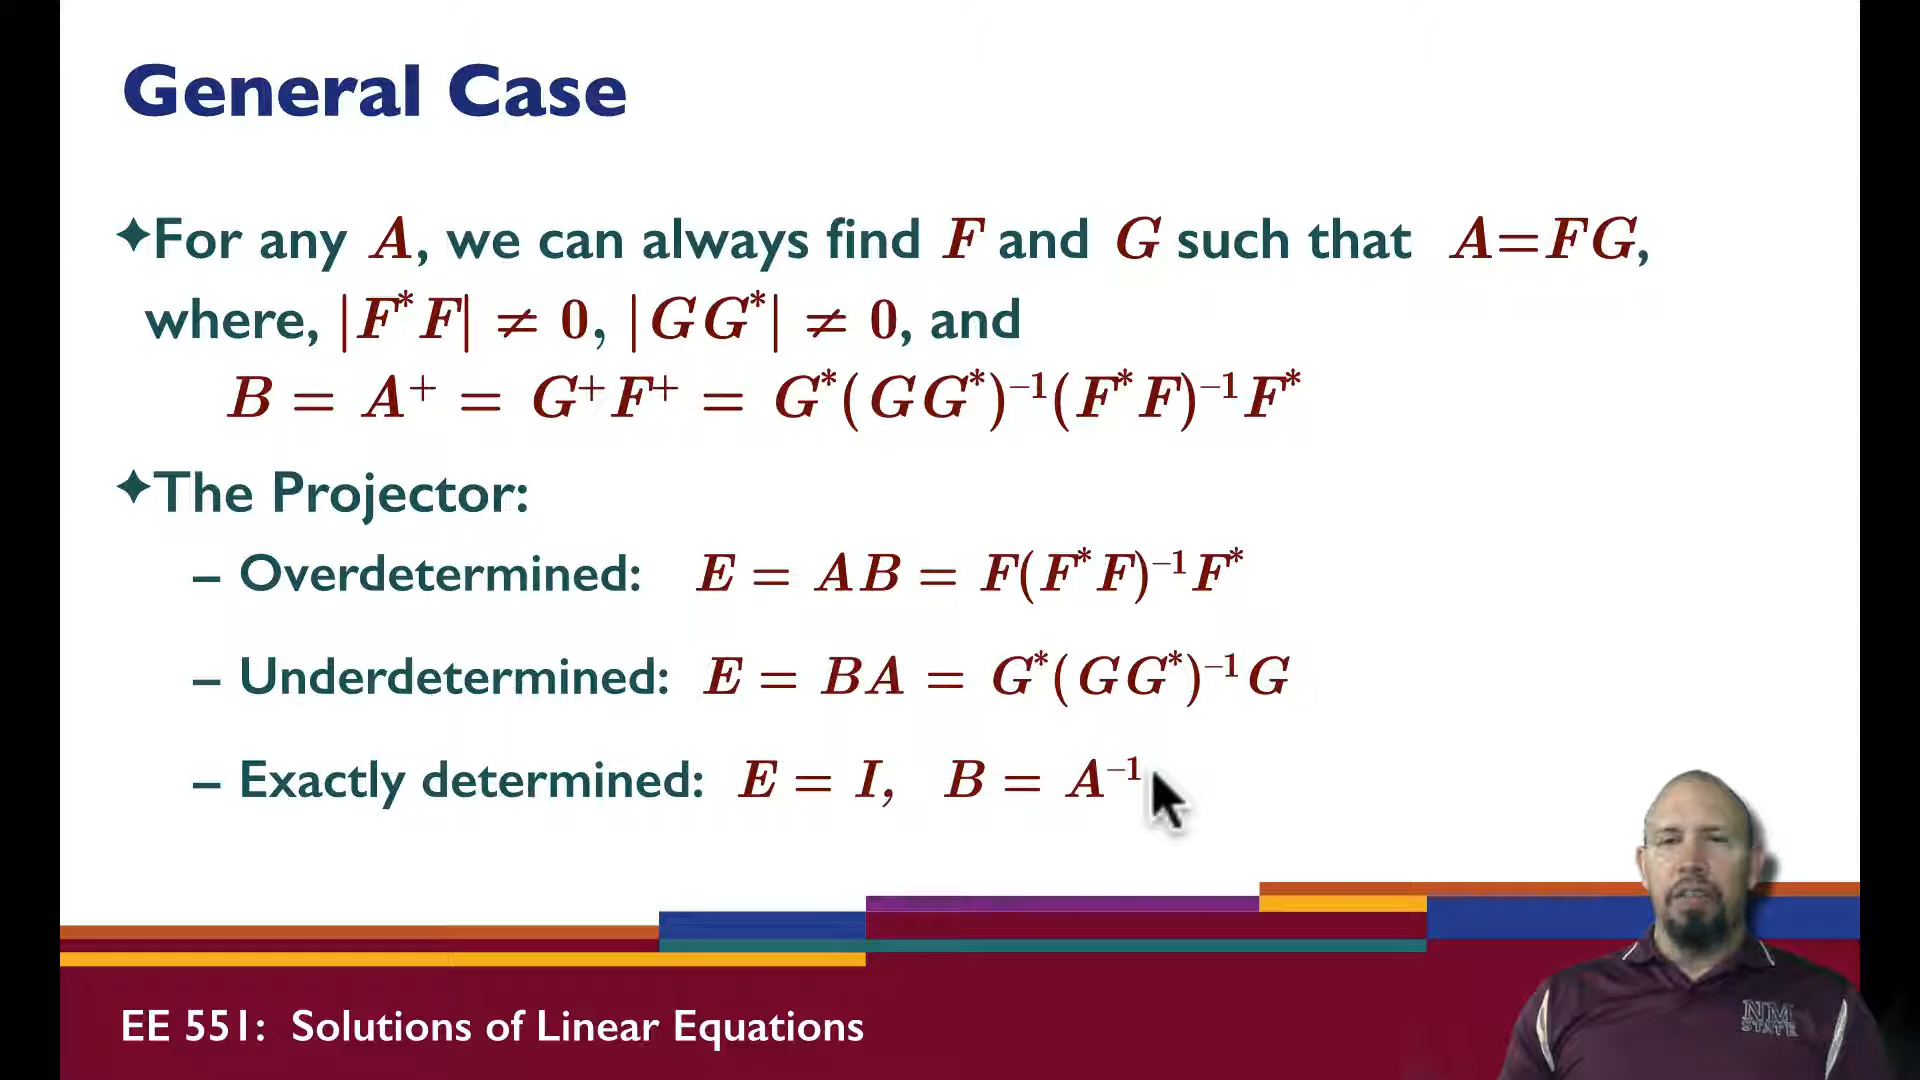 General Case
✦For any A, we can always find F and G such that A=FG,
where, |F*F| ≠ 0, |GG*| ≠ 0, and
B = A⁺ = G⁺F⁺ = G*(GG*)⁻¹(F*F)⁻¹F*
✦The Projector:
– Overdetermined: E = AB = F(F*F)⁻¹F*
– Underdetermined: E = BA = G*(GG*)⁻¹G
– Exactly determined: E = I, B = A⁻¹
NM
STATE
EE 551: Solutions of Linear Equations